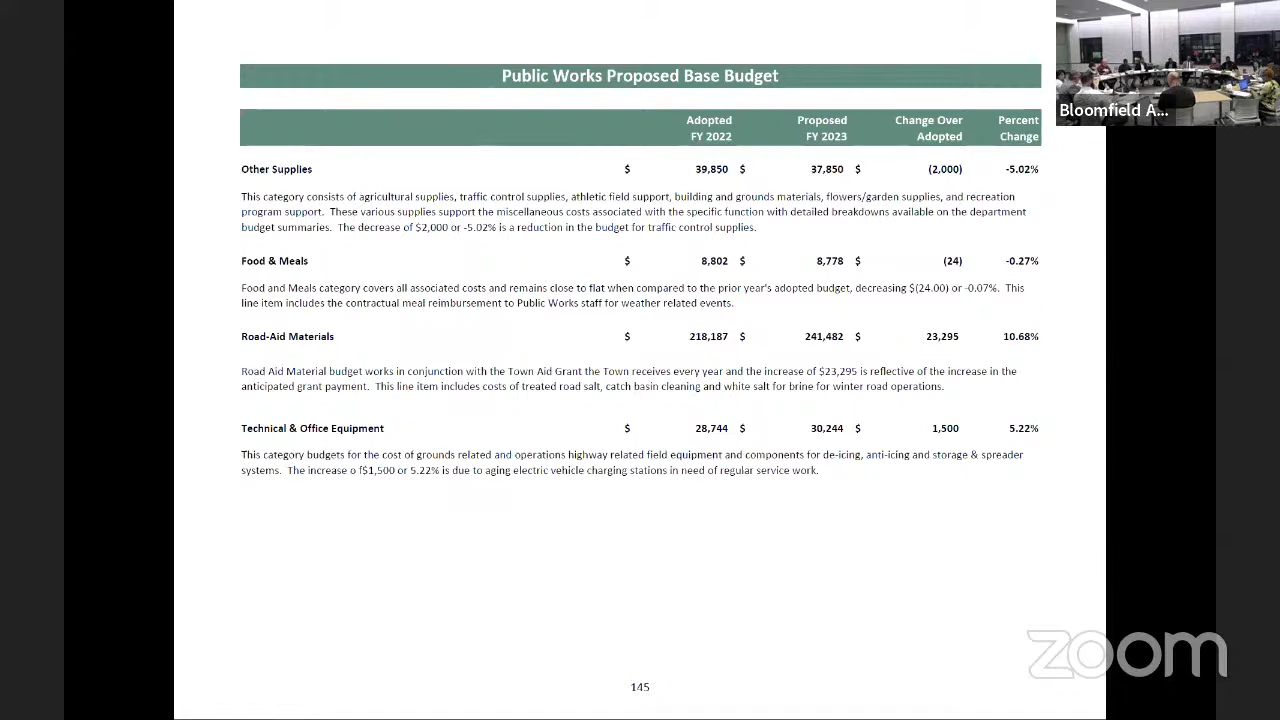 Public Works Proposed Base Budget
Adopted Proposed Change Over Percent
FY 2022 FY 2023 Adopted Change
Other Supplies $ 39,850 $ 37,850 $ (2,000) -5.02%
This category consists of agricultural supplies, traffic control supplies, athletic field support, building and grounds materials, flowers/garden supplies, and recreation
program support. These various supplies support the miscellaneous costs associated with the specific function with detailed breakdowns available on the department
budget summaries. The decrease of $2,000 or -5.02% is a reduction in the budget for traffic control supplies.
Food & Meals $ 8,802 $ 8,778 $ (24) -0.27%
Food and Meals category covers all associated costs and remains close to flat when compared to the prior year's adopted budget, decreasing $(24.00) or -0.07%. This
line item includes the contractual meal reimbursement to Public Works staff for weather related events.
Road-Aid Materials $ 218,187 $ 241,482 $ 23,295 10.68%
Road Aid Material budget works in conjunction with the Town Aid Grant the Town receives every year and the increase of $23,295 is reflective of the increase in the
anticipated grant payment. This line item includes costs of treated road salt, catch basin cleaning and white salt for brine for winter road operations.
Technical & Office Equipment $ 28,744 $ 30,244 $ 1,500 5.22%
This category budgets for the cost of grounds related and operations highway related field equipment and components for de-icing, anti-icing and storage & spreader
systems. The increase o f$1,500 or 5.22% is due to aging electric vehicle charging stations in need of regular service work.
145
Bloomfield A...
zoom